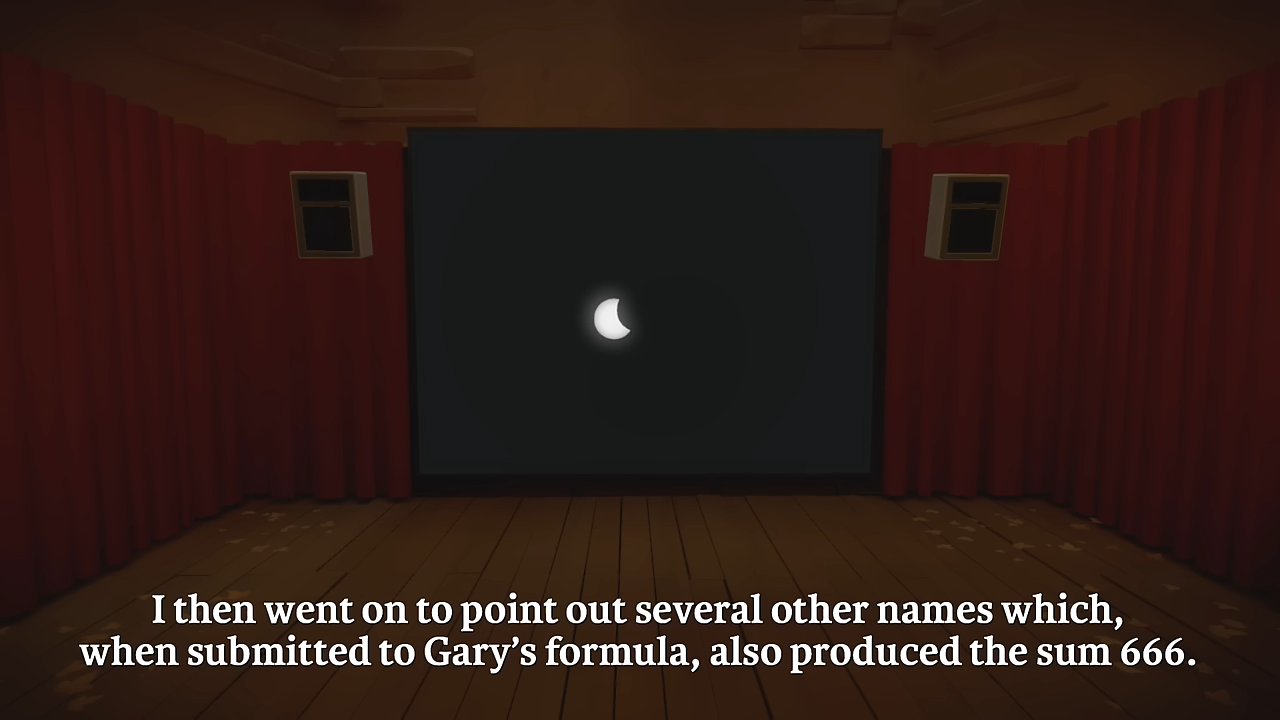 I then went on to point out several other names which,
when submitted to Gary’s formula, also produced the sum 666.